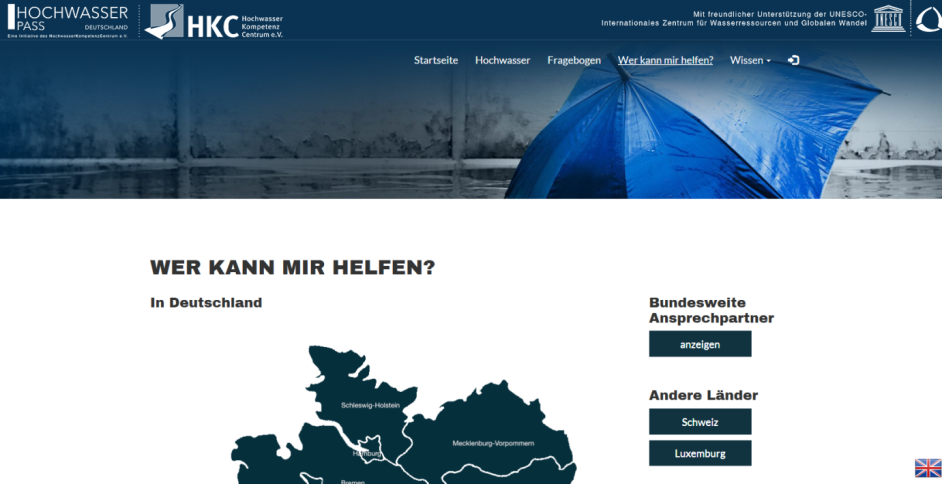 HOCHWASSER
PASS DEUTSCHLAND
Eine Initiative des HochwasserKompetenzCentrum e.V.
HKC Hochwasser
Kompetenz
Centrum e.V.
Mit freundlicher Unterstützung der UNESCO-
Internationales Zentrum für Wasserressourcen und Globalen Wandel
UNESCO
Startseite Hochwasser Fragebogen Wer kann mir helfen? Wissen
WER KANN MIR HELFEN?
In Deutschland
Schleswig-Holstein
Hamburg
Mecklenburg-Vorpommern
Bremen
Bundesweite
Ansprechpartner
anzeigen
Andere Länder
Schweiz
Luxemburg